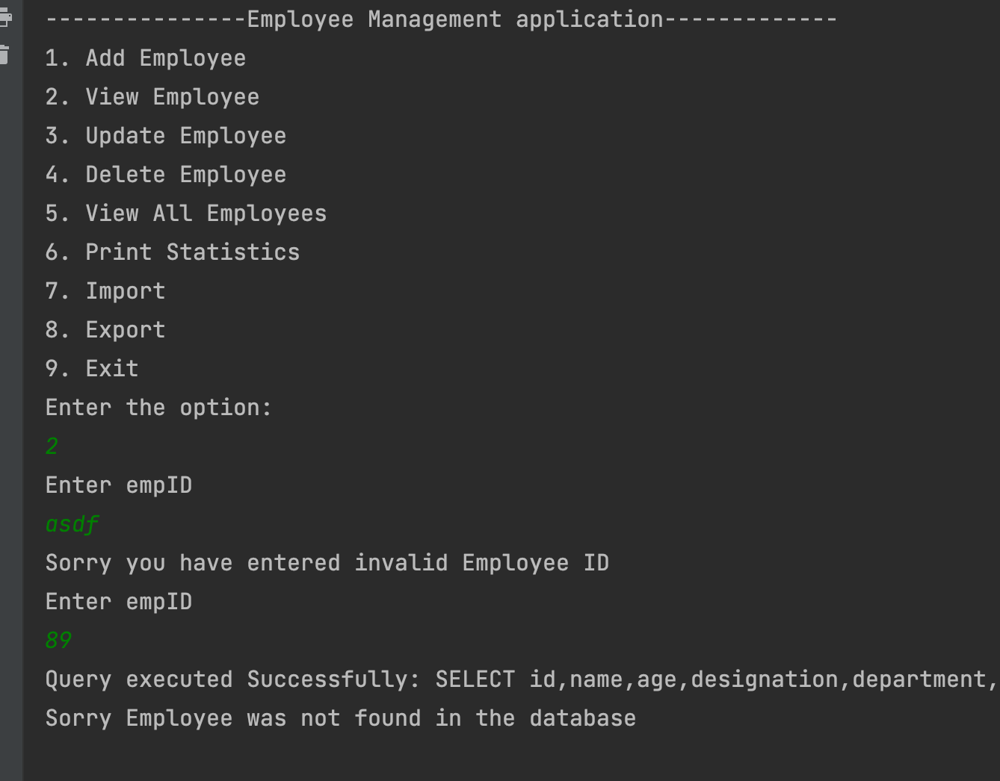 ---------------Employee Management application-------------
1. Add Employee
2. View Employee
3. Update Employee
4. Delete Employee
5. View All Employees
6. Print Statistics
7. Import
8. Export
9. Exit
Enter the option:
2
Enter empID
asdf
Sorry you have entered invalid Employee ID
Enter empID
89
Query executed Successfully: SELECT id,name,age,designation,department,
Sorry Employee was not found in the database